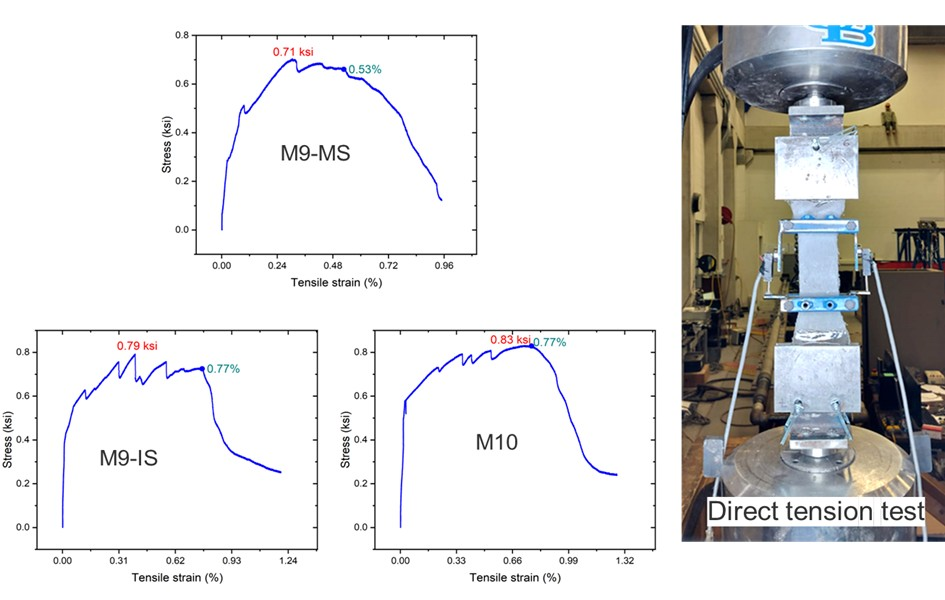 0.8
0.71 ksi
0.53%
0.6
Stress (ksi)
0.4
M9-MS
0.2
0.0
0.00 0.24 0.48 0.72 0.96
Tensile strain (%)
0.79 ksi
0.8
0.77%
0.6
Stress (ksi)
0.4
M9-IS
0.2
0.0
0.00 0.31 0.62 0.93 1.24
Tensile strain (%)
0.83 ksi 0.77%
0.8
0.6
Stress (ksi)
0.4
M10
0.2
0.0
0.00 0.33 0.66 0.99 1.32
Tensile strain (%)
Direct tension test